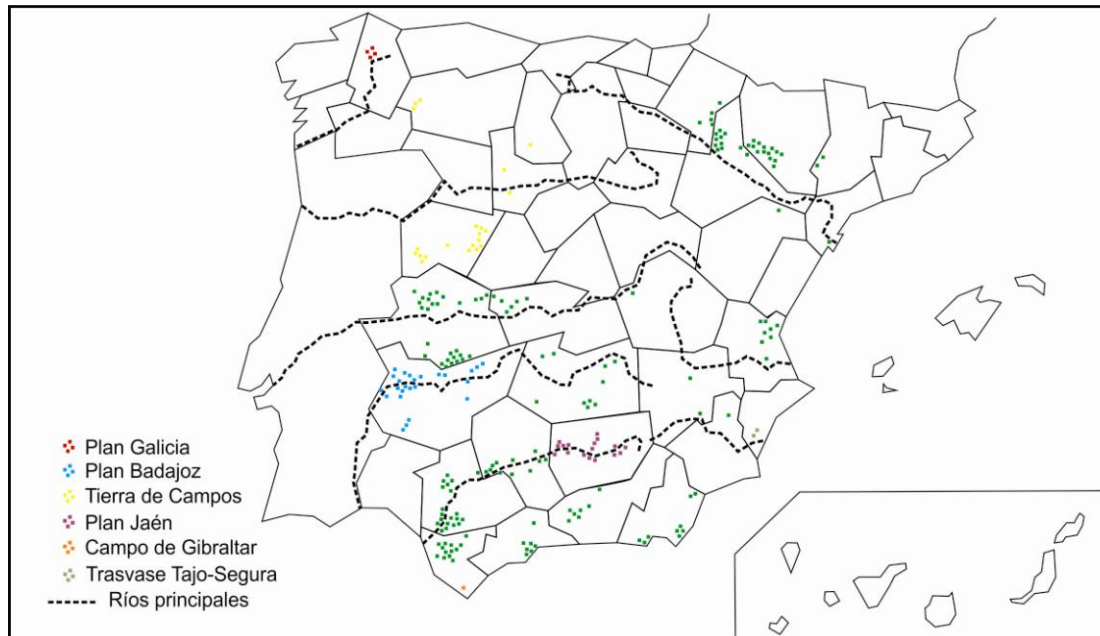 Plan Galicia
Plan Badajoz
Tierra de Campos
Plan Jaén
Campo de Gibraltar
Trasvase Tajo-Segura
Ríos principales